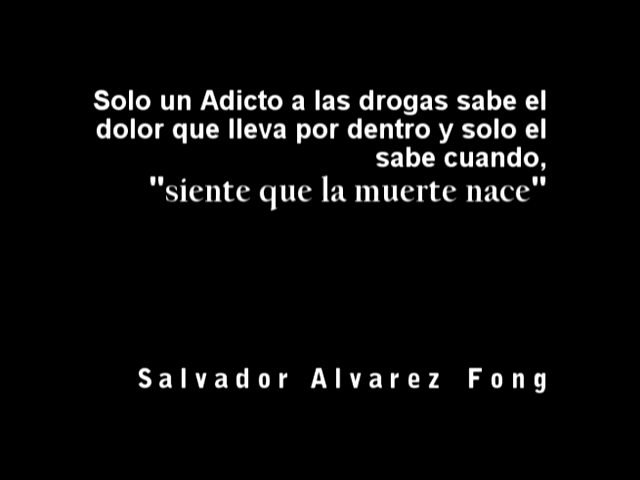 Solo un Adicto a las drogas sabe el
dolor que lleva por dentro y solo el
sabe cuando,
"siente que la muerte nace"
Salvador Alvarez Fong